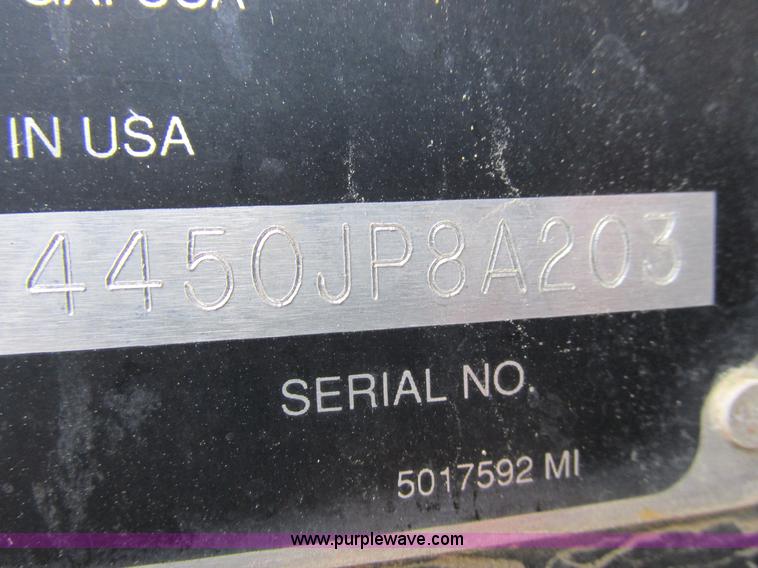 IN USA
4450JP8A203
SERIAL NO.
5017592 MI
www.purplewave.com